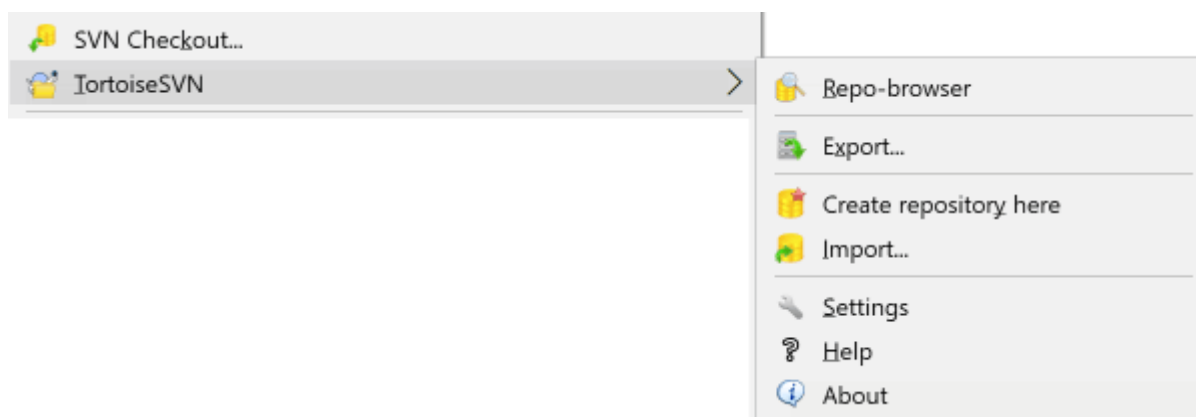 SVN Checkout...
TortoiseSVN
Repo-browser
Export...
Create repository here
Import...
Settings
Help
About